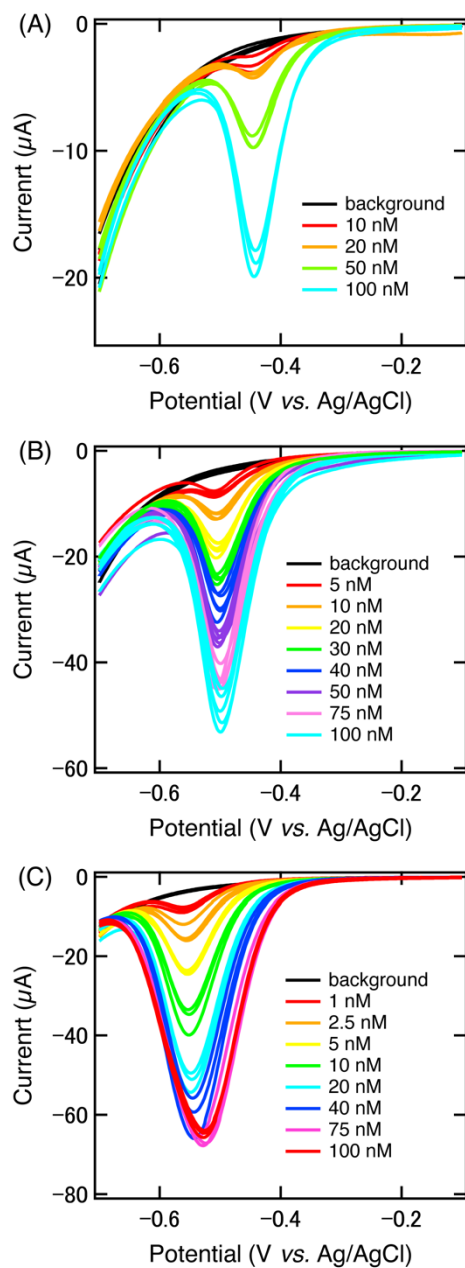 (A)
0
−10
−20
Currenrt (µA)
background
10 nM
20 nM
50 nM
100 nM
−0.6
−0.4
−0.2
Potential (V vs. Ag/AgCl)
(B)
0
−20
−40
−60
Currenrt (µA)
background
5 nM
10 nM
20 nM
30 nM
40 nM
50 nM
75 nM
100 nM
−0.6
−0.4
−0.2
Potential (V vs. Ag/AgCl)
(C)
0
−20
−40
−60
−80
Currenrt (µA)
background
1 nM
2.5 nM
5 nM
10 nM
20 nM
40 nM
75 nM
100 nM
−0.6
−0.4
−0.2
Potential (V vs. Ag/AgCl)